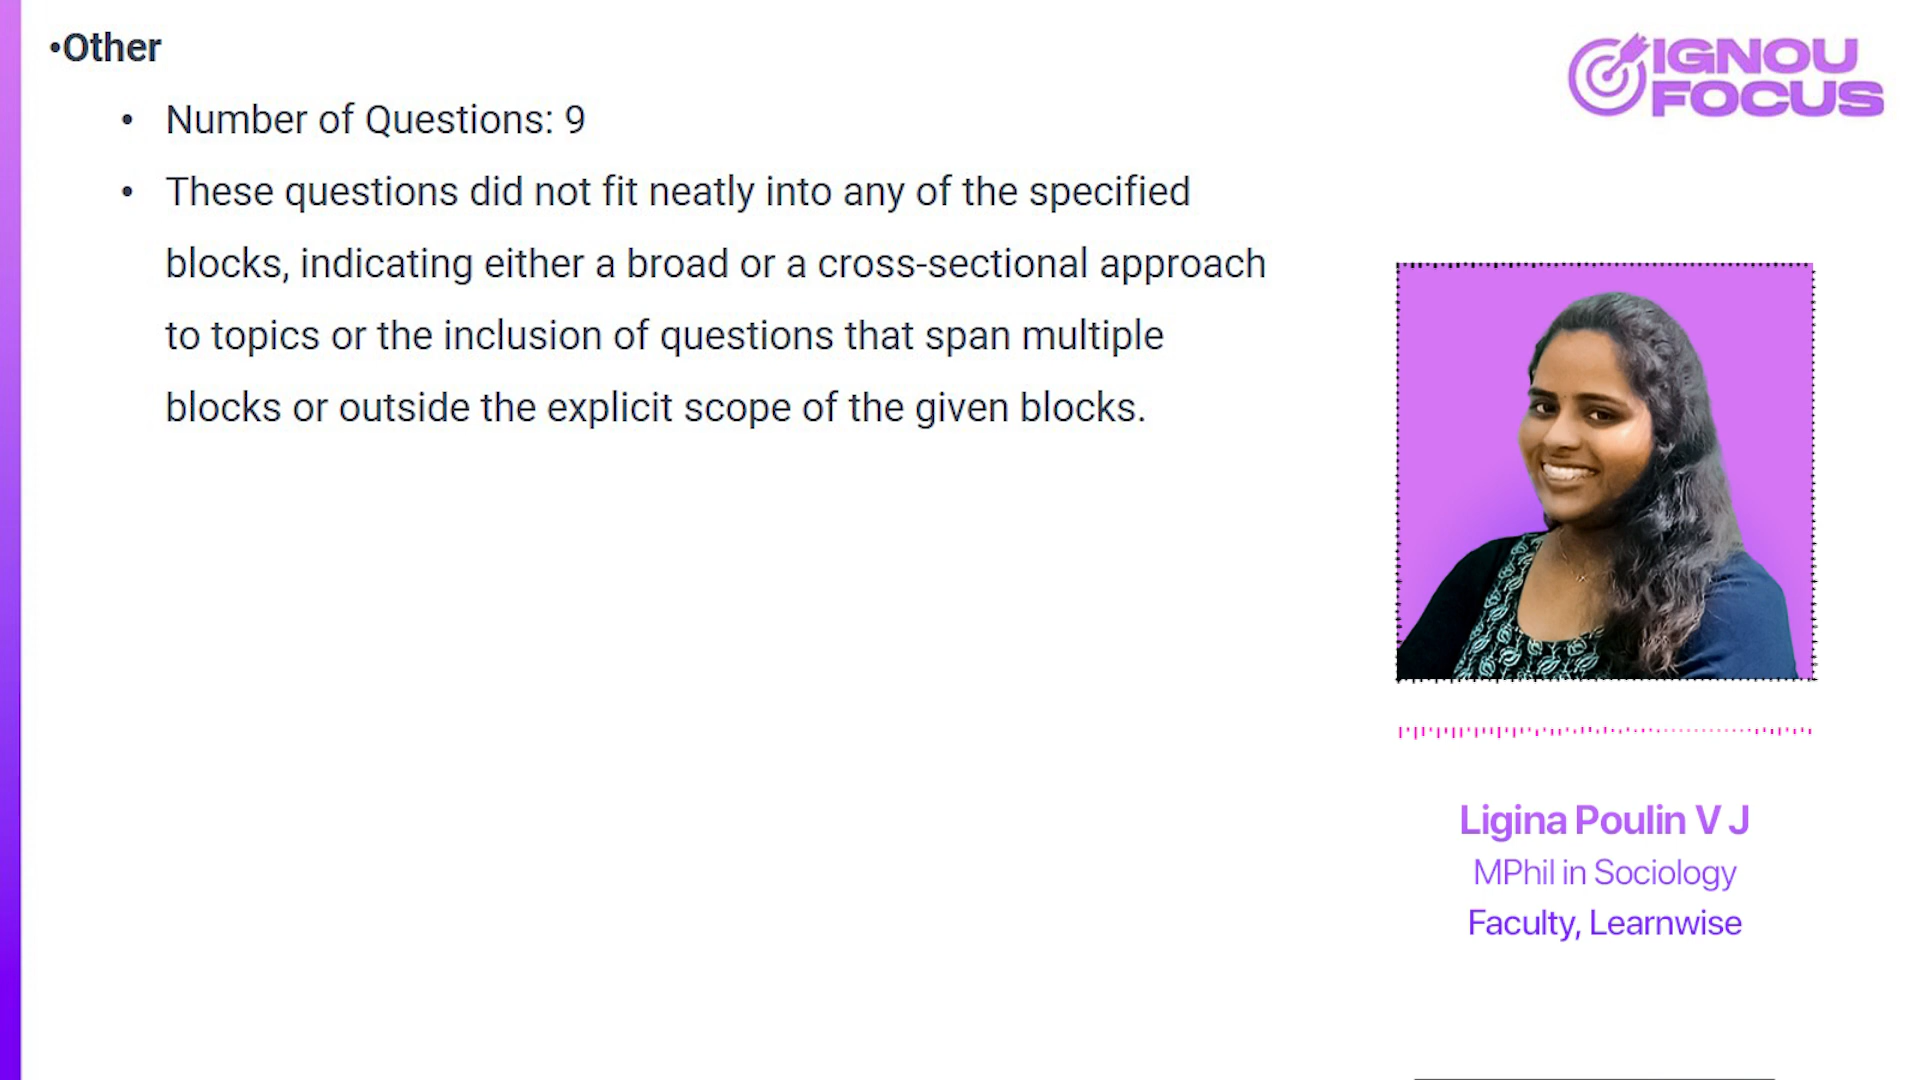 •Other
• Number of Questions: 9
• These questions did not fit neatly into any of the specified
blocks, indicating either a broad or a cross-sectional approach
to topics or the inclusion of questions that span multiple
blocks or outside the explicit scope of the given blocks.
IGNOU
FOCUS
Ligina Poulin V J
MPhil in Sociology
Faculty, Learnwise